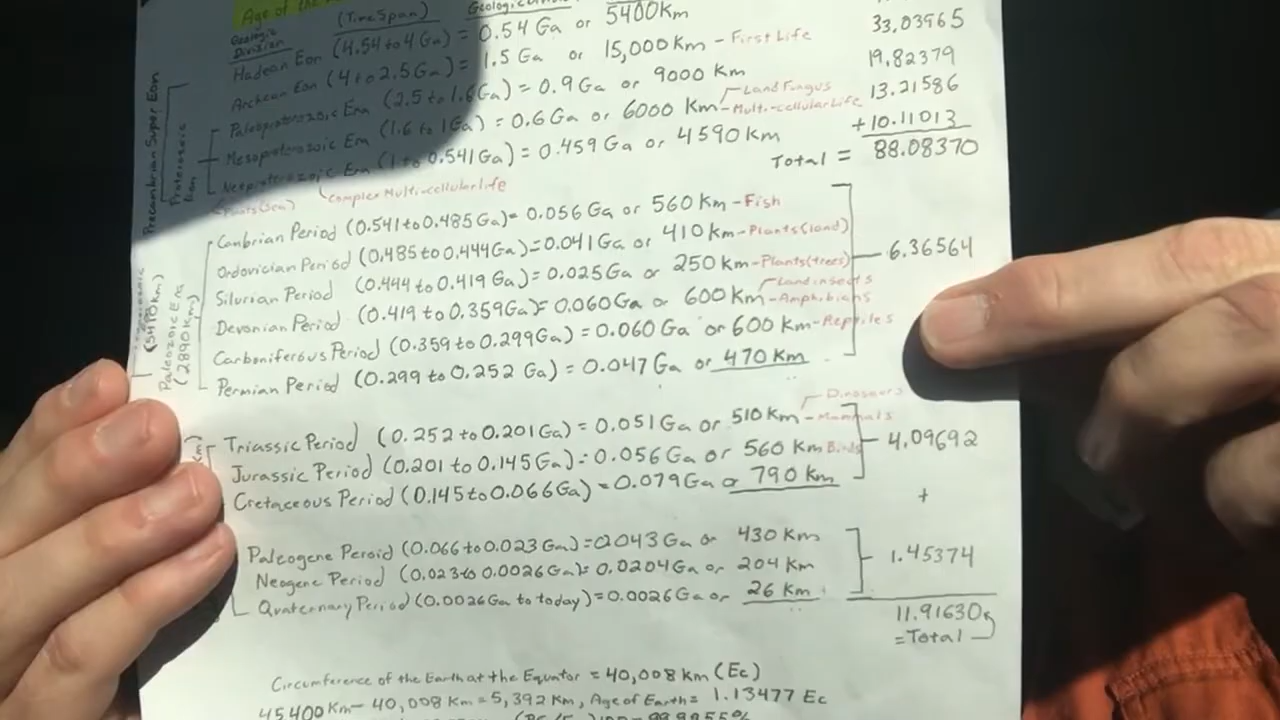 Age of the
(Time Span)
Geologic Division
0.54 Ga or 5400Km
Hadean Eon (4.54 to 4 Ga) =
33.03965
Archean Eon (4 to 2.5 Ga) = 1.5 Ga or 15,000 Km - First Life
19.82379
Paleoproterozoic Era (2.5 to 1.6 Ga) = 0.9 Ga or 9000 Km
Land Fungus
13.21586
Mesoproterozoic Era (1.6 to 1 Ga) = 0.6 Ga or 6000 Km - Multi-cellular Life
+10.11013
Neoproterozoic Era (1 to 0.541 Ga) = 0.459 Ga or 4590 Km
Total = 88.08370
Plants(Sea) Complex Multi-cellular life
Precambrian Super Eon
Proterozoic Eon
Cambrian Period (0.541 to 0.485 Ga) = 0.056 Ga or 560 Km - Fish
Ordovician Period (0.485 to 0.444 Ga) = 0.041 Ga or 410 Km - Plants (land)
Silurian Period (0.444 to 0.419 Ga) = 0.025 Ga or 250 Km - Plants (trees)
6.36564
Land insects
Devonian Period (0.419 to 0.359 Ga) = 0.060 Ga or 600 Km - Amphibians
Carboniferous Period (0.359 to 0.299 Ga) = 0.060 Ga or 600 Km - Reptiles
Permian Period (0.299 to 0.252 Ga) = 0.047 Ga or 470 Km
(5410 Km)
Paleozoic Era
(2890 Km)
Dinosaurs
Triassic Period (0.252 to 0.201 Ga) = 0.051 Ga or 510 Km - Mammals
Jurassic Period (0.201 to 0.145 Ga) = 0.056 Ga or 560 Km Birds
4.09692
Cretaceous Period (0.145 to 0.066 Ga) = 0.079 Ga or 790 Km
+
Paleogene Peroid (0.066 to 0.023 Ga) = 0.043 Ga or 430 Km
Neogene Period (0.023 to 0.0026 Ga) = 0.0204 Ga or 204 Km
1.45374
Quaternary Period (0.0026 Ga to today) = 0.0026 Ga or 26 Km
11.91630
= Total
Circumference of the Earth at the Equator = 40,008 km (Ec)
45,400 Km - 40,008 Km = 5,392 Km, Age of Earth = 1.13477 Ec